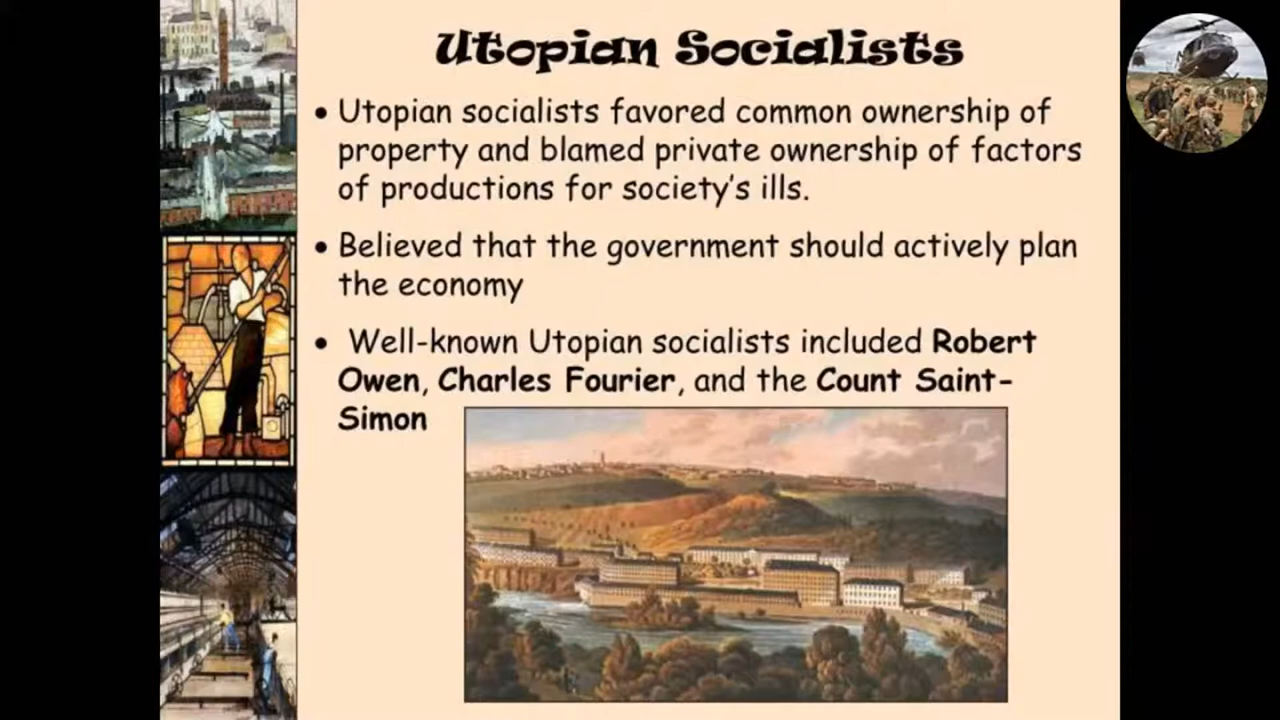 Utopian Socialists
• Utopian socialists favored common ownership of
property and blamed private ownership of factors
of productions for society's ills.
• Believed that the government should actively plan
the economy
• Well-known Utopian socialists included Robert
Owen, Charles Fourier, and the Count Saint-
Simon